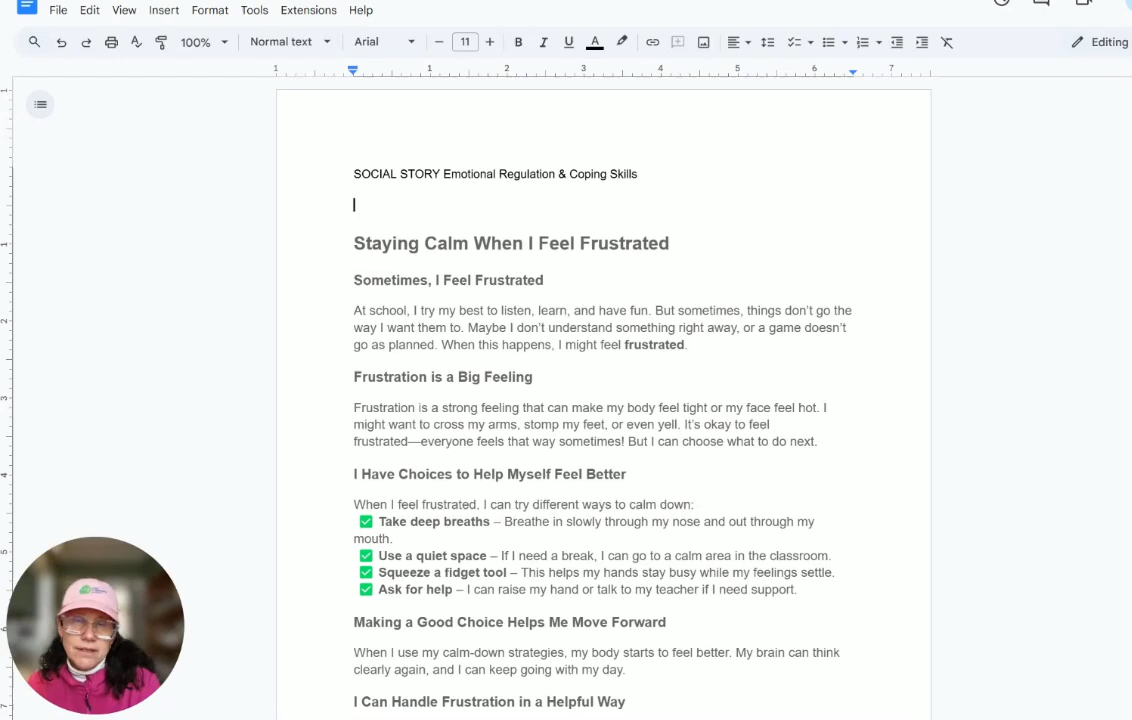 File Edit View Insert Format Tools Extensions Help
100% Normal text Arial 11 B I U A Editing
1 1 2 3 4 5 6 7
SOCIAL STORY Emotional Regulation & Coping Skills
Staying Calm When I Feel Frustrated
Sometimes, I Feel Frustrated
At school, I try my best to listen, learn, and have fun. But sometimes, things don’t go the
way I want them to. Maybe I don’t understand something right away, or a game doesn’t
go as planned. When this happens, I might feel frustrated.
Frustration is a Big Feeling
Frustration is a strong feeling that can make my body feel tight or my face feel hot. I
might want to cross my arms, stomp my feet, or even yell. It’s okay to feel
frustrated—everyone feels that way sometimes! But I can choose what to do next.
I Have Choices to Help Myself Feel Better
When I feel frustrated, I can try different ways to calm down:
✅ Take deep breaths – Breathe in slowly through my nose and out through my
mouth.
✅ Use a quiet space – If I need a break, I can go to a calm area in the classroom.
✅ Squeeze a fidget tool – This helps my hands stay busy while my feelings settle.
✅ Ask for help – I can raise my hand or talk to my teacher if I need support.
Making a Good Choice Helps Me Move Forward
When I use my calm-down strategies, my body starts to feel better. My brain can think
clearly again, and I can keep going with my day.
I Can Handle Frustration in a Helpful Way